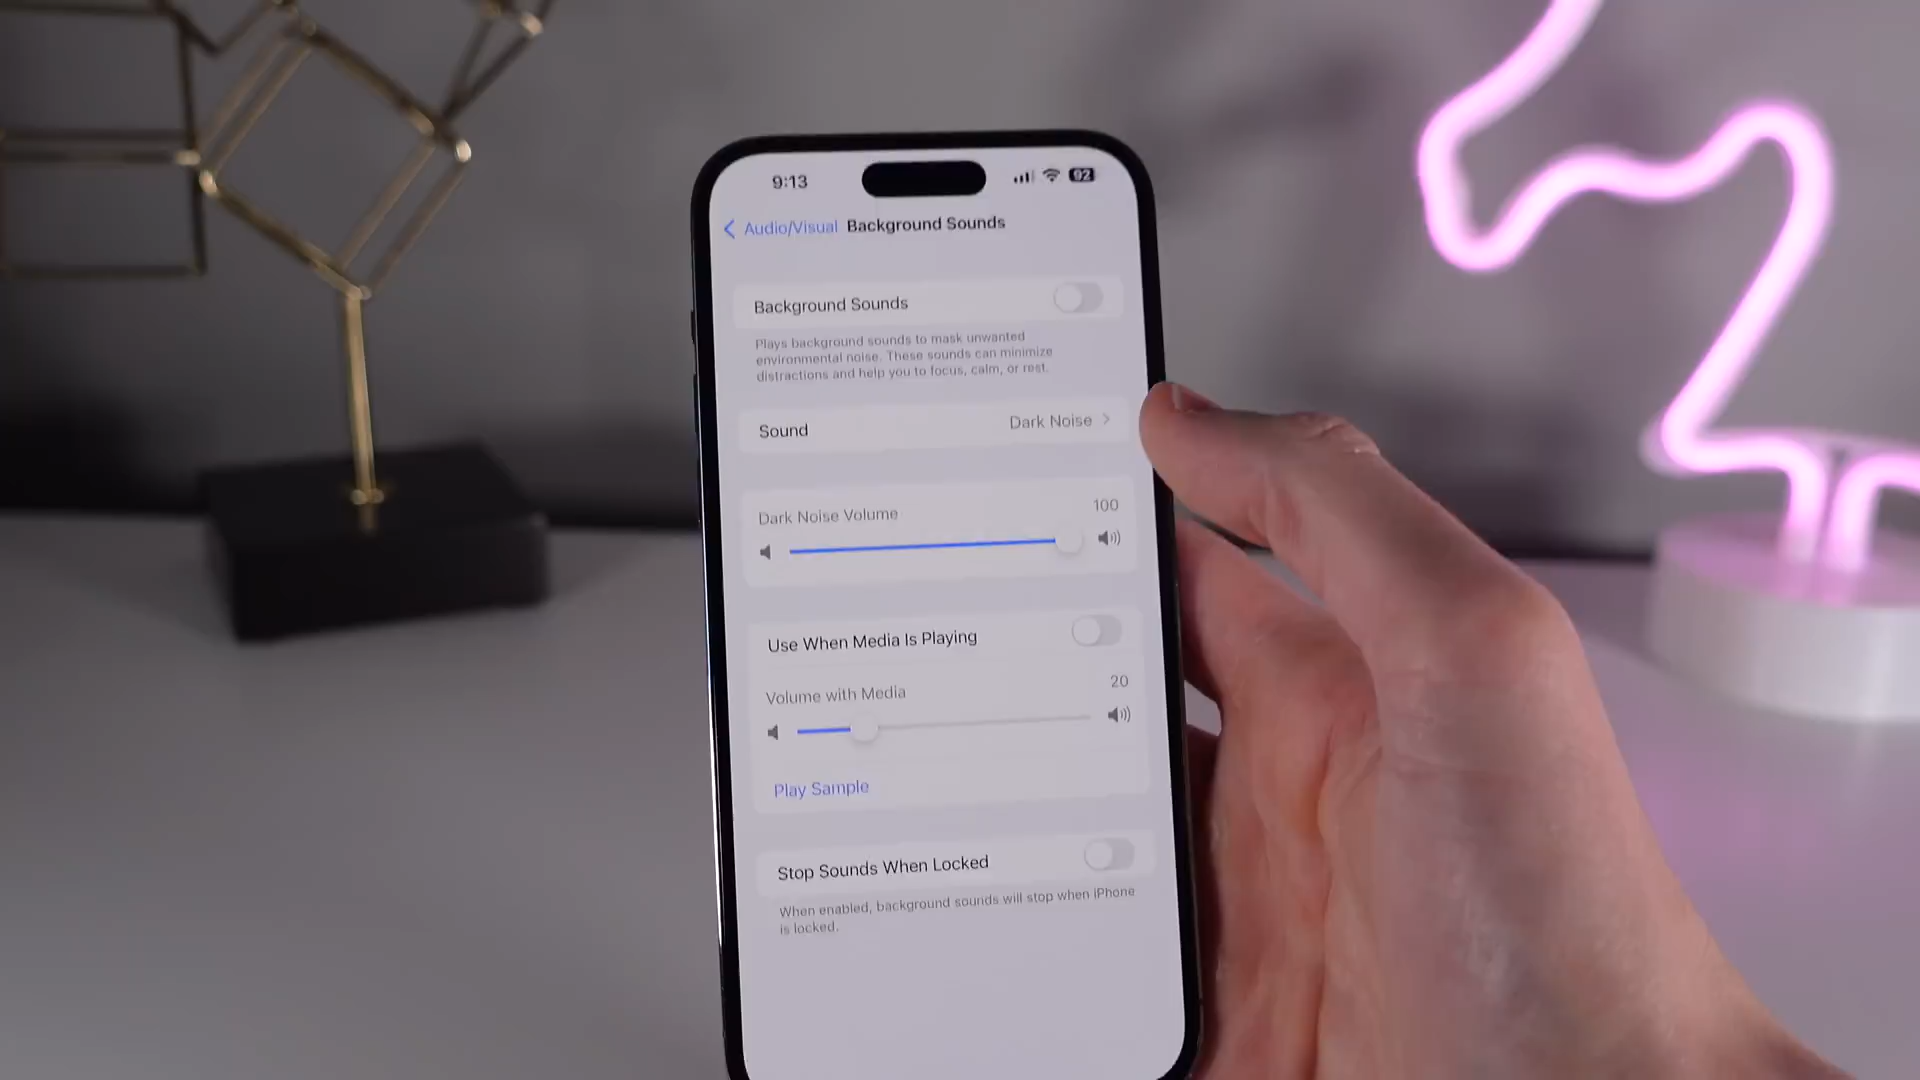 9:13
92
Audio/Visual Background Sounds
Background Sounds
Plays background sounds to mask unwanted
environmental noise. These sounds can minimize
distractions and help you to focus, calm, or rest.
Sound Dark Noise
Dark Noise Volume 100
Use When Media Is Playing
Volume with Media 20
Play Sample
Stop Sounds When Locked
When enabled, background sounds will stop when iPhone
is locked.